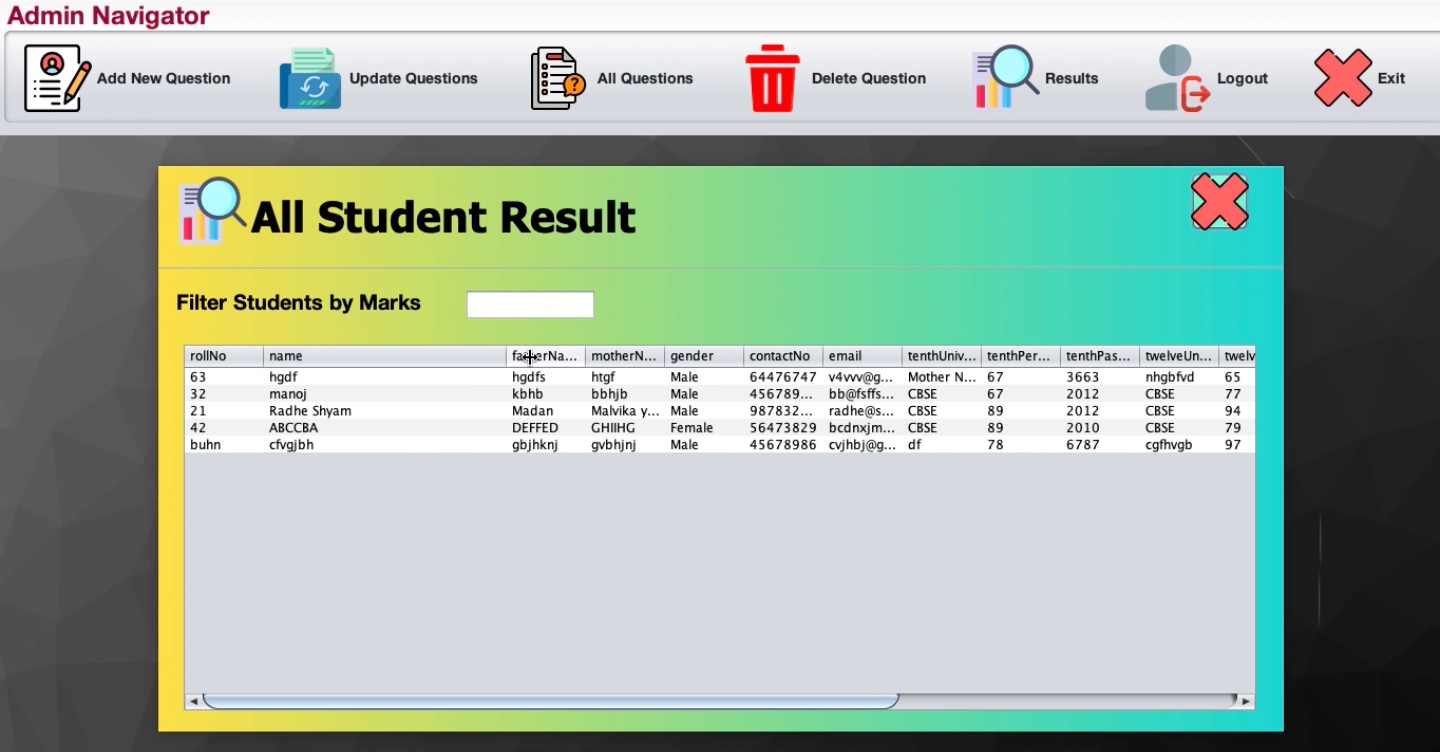 Admin Navigator
Add New Question Update Questions All Questions Delete Question Results Logout Exit
All Student Result
Filter Students by Marks
rollNo name fatherNa... motherN... gender contactNo email tenthUniv... tenthPer... tenthPas... twelveUn... twelv
63 hgdf hgdfs htgf Male 64476747 v4vvv@g... Mother N... 67 3663 nhgbfvd 65
32 manoj kbhb bbhjb Male 456789... bb@fsffs... CBSE 67 2012 CBSE 77
21 Radhe Shyam Madan Malvika y... Male 987832... radhe@s... CBSE 89 2012 CBSE 94
42 ABCCBA DEFFED GHIIHG Female 56473829 bcdnxjm... CBSE 89 2010 CBSE 79
buhn cfvgjbh gbjhknj gvbhjnj Male 45678986 cvjhbj@g... df 78 6787 cgfhvgb 97